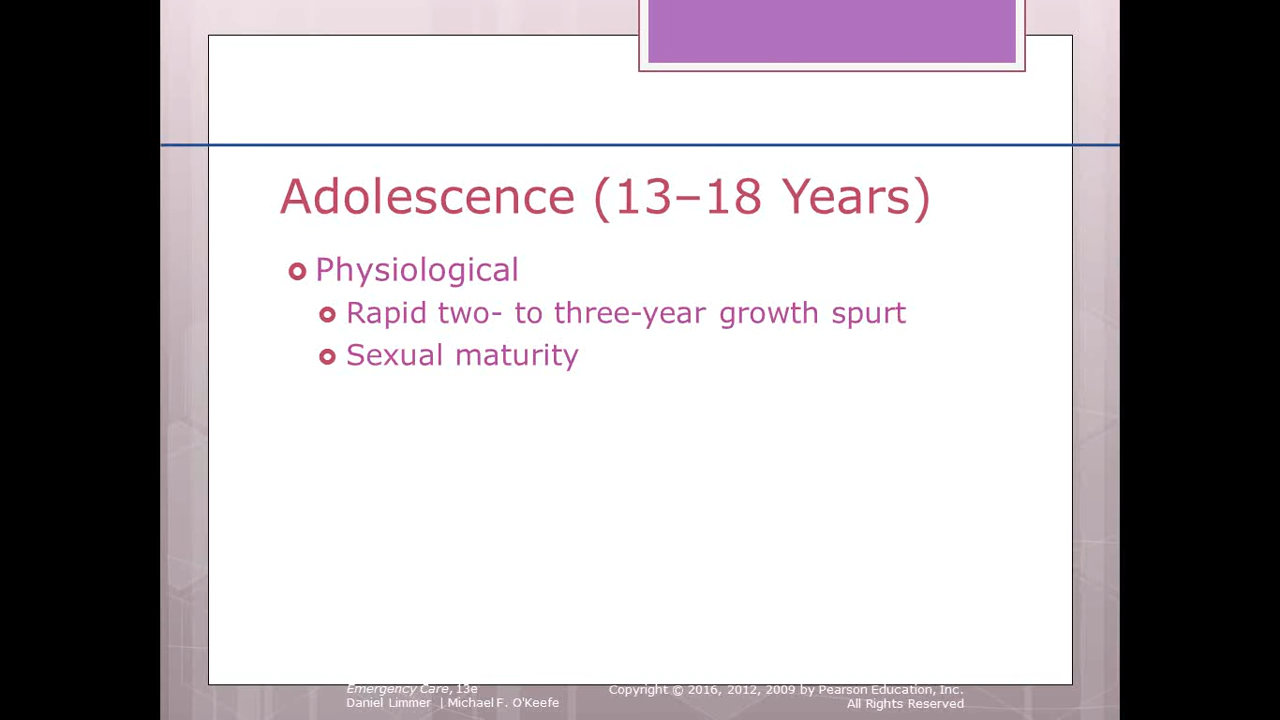 Adolescence (13–18 Years)
Physiological
Rapid two- to three-year growth spurt
Sexual maturity
Emergency Care, 13e
Daniel Limmer | Michael F. O'Keefe
Copyright © 2016, 2012, 2009 by Pearson Education, Inc.
All Rights Reserved